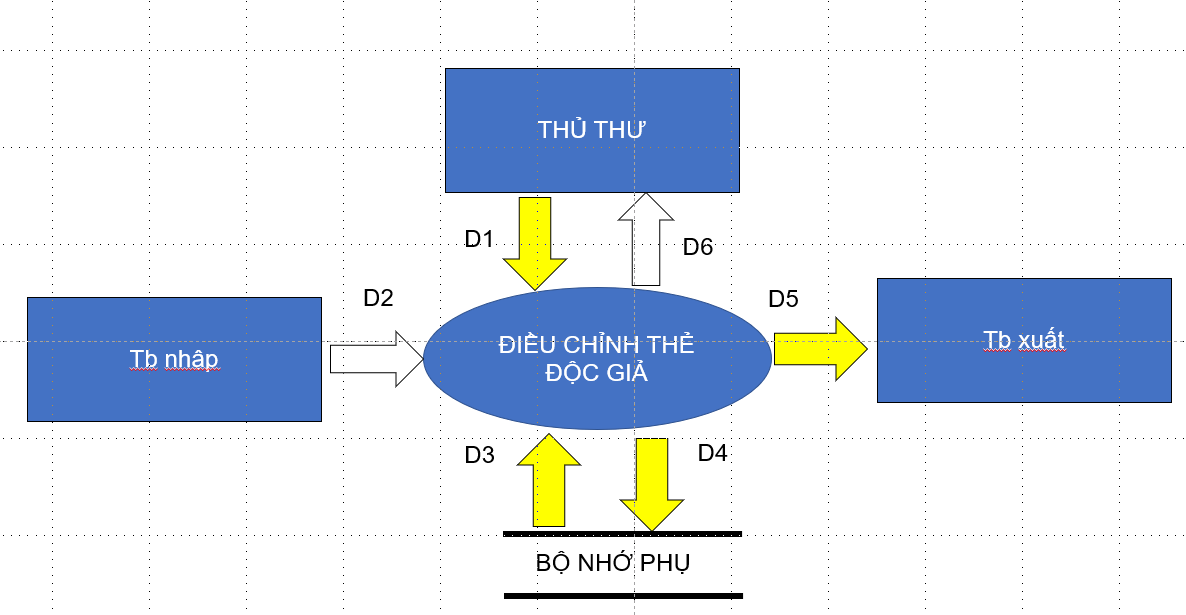 THỦ THƯ
D1
D6
D2
D5
Tb nhập
ĐIỀU CHỈNH THẺ
ĐỘC GIẢ
Tb xuất
D3
D4
BỘ NHỚ PHỤ